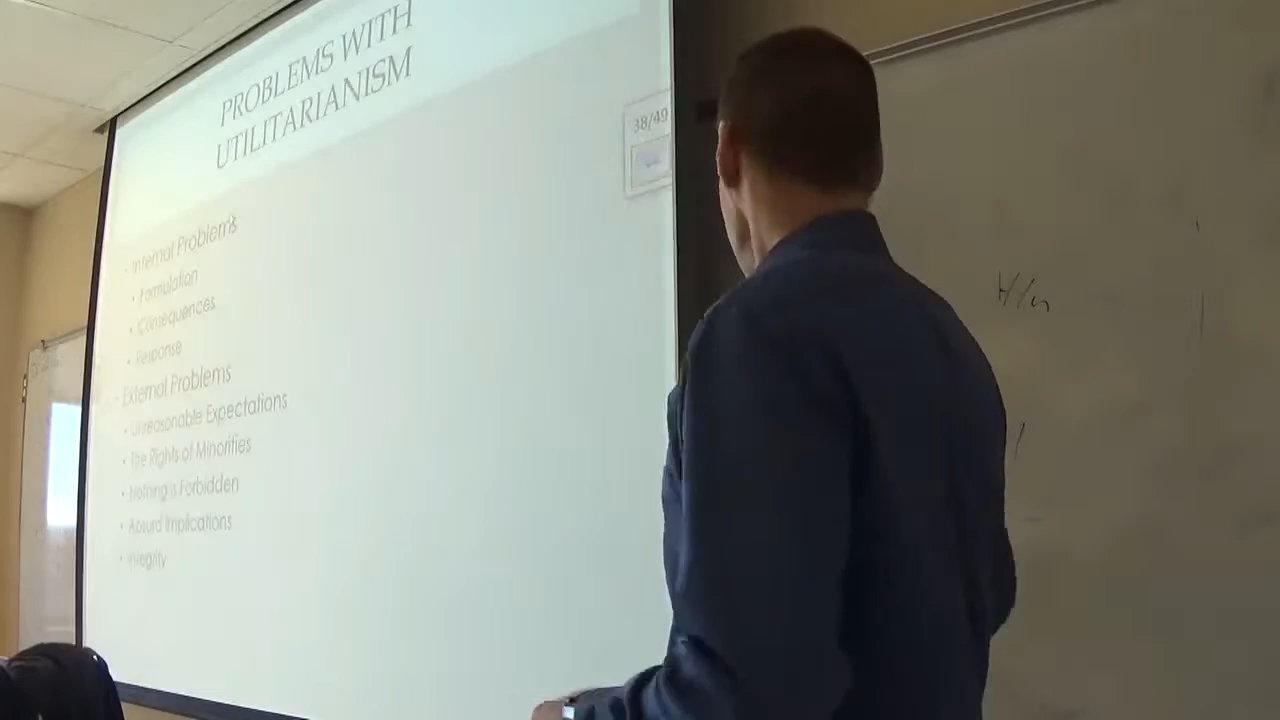 PROBLEMS WITH
UTILITARIANISM
38/49
• Internal Problems
• Formulation
• Consequences
• Response
• External Problems
• Unreasonable Expectations
• The Rights of Minorities
• Nothing is Forbidden
• Absurd Implications
• Integrity